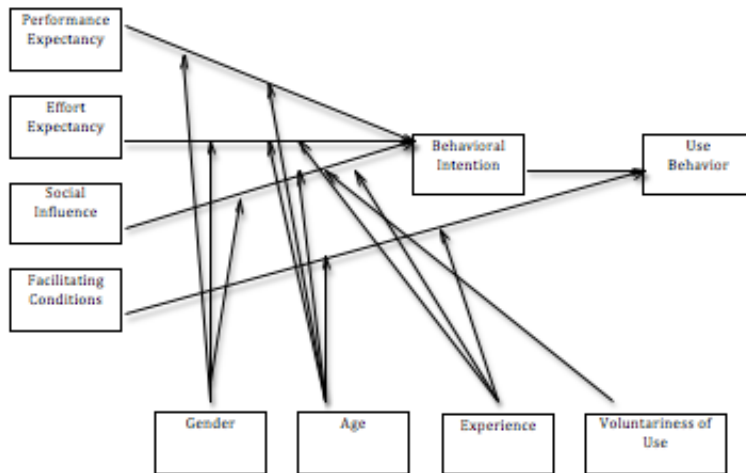 Performance
Expectancy
Effort
Expectancy
Social
Influence
Facilitating
Conditions
Behavioral
Intention
Use
Behavior
Gender
Age
Experience
Voluntariness of
Use